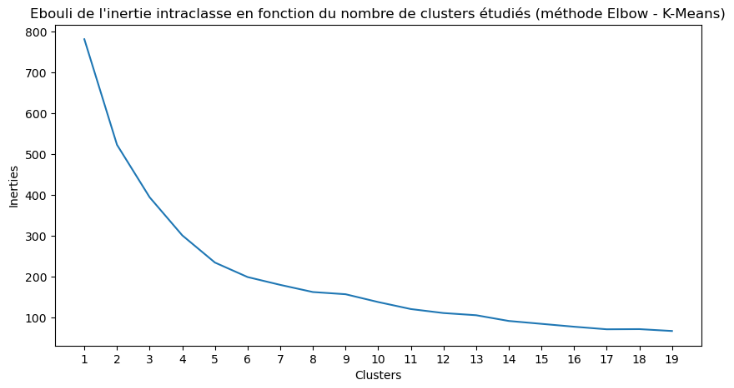 Ebouli de l'inertie intraclasse en fonction du nombre de clusters étudiés (méthode Elbow - K-Means)
800
700
600
500
400
300
200
100
Inerties
1 2 3 4 5 6 7 8 9 10 11 12 13 14 15 16 17 18 19
Clusters